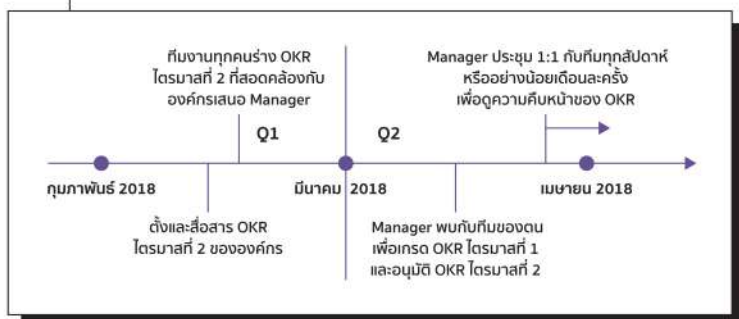 ทีมงานทุกคนร่าง OKR
ไตรมาสที่ 2 ที่สอดคล้องกับ
องค์กรเสนอ Manager
Manager ประชุม 1:1 กับทีมทุกสัปดาห์
หรืออย่างน้อยเดือนละครั้ง
เพื่อดูความคืบหน้าของ OKR
Q1
Q2
กุมภาพันธ์ 2018
มีนาคม 2018
เมษายน 2018
ตั้งและสื่อสาร OKR
ไตรมาสที่ 2 ขององค์กร
Manager พบกับทีมของตน
เพื่อเกรด OKR ไตรมาสที่ 1
และอนุมัติ OKR ไตรมาสที่ 2